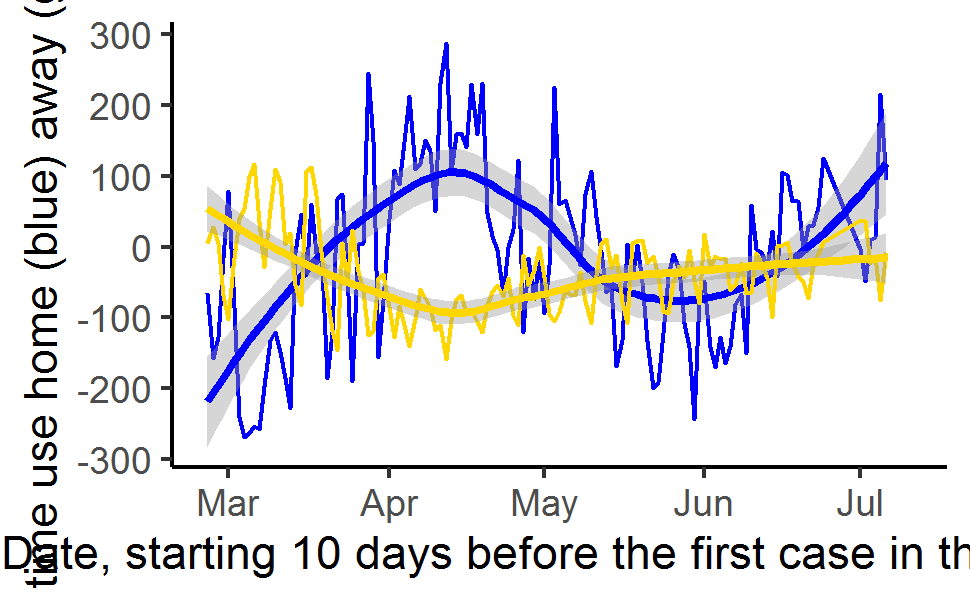 time use home (blue) away (
300
200
100
0
-100
-200
-300
Mar Apr May Jun Jul
Date, starting 10 days before the first case in th